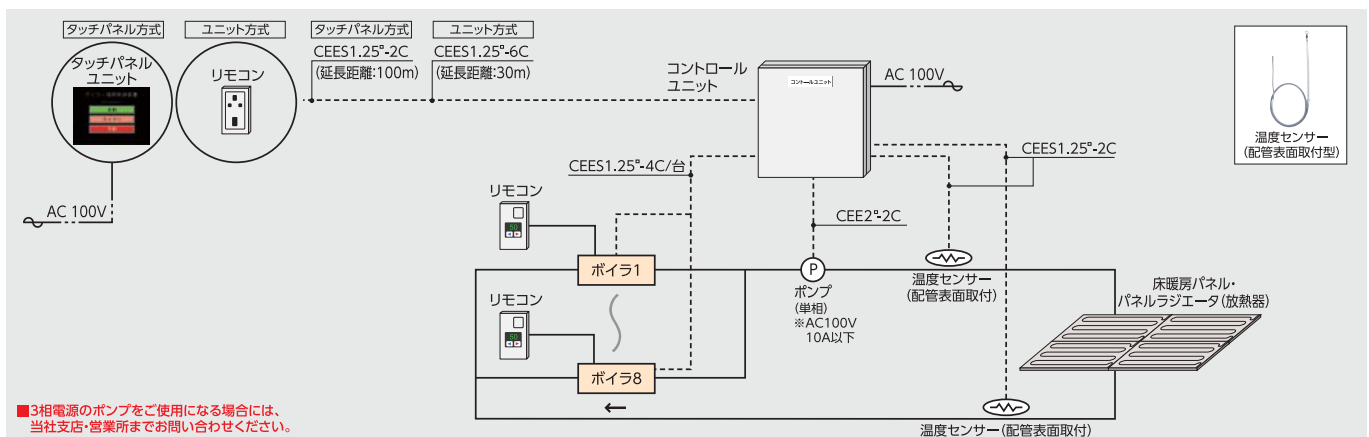 タッチパネル方式
ユニット方式
タッチパネル方式
ユニット方式
タッチパネル
ユニット
リモコン
CEES1.25□-2C
(延長距離:100m)
CEES1.25□-6C
(延長距離:30m)
コントロール
ユニット
コントロールユニット
AC 100V
温度センサー
(配管表面取付型)
AC 100V
CEES1.25□-4C/台
CEES1.25□-2C
CEE2□-2C
リモコン
ボイラ1
リモコン
ボイラ8
P
ポンプ
(単相)
※AC100V
10A以下
温度センサー
(配管表面取付)
床暖房パネル・
パネルラジエータ(放熱器)
温度センサー(配管表面取付)
←
■3相電源のポンプをご使用になる場合には、
当社支店・営業所までお問い合わせください。